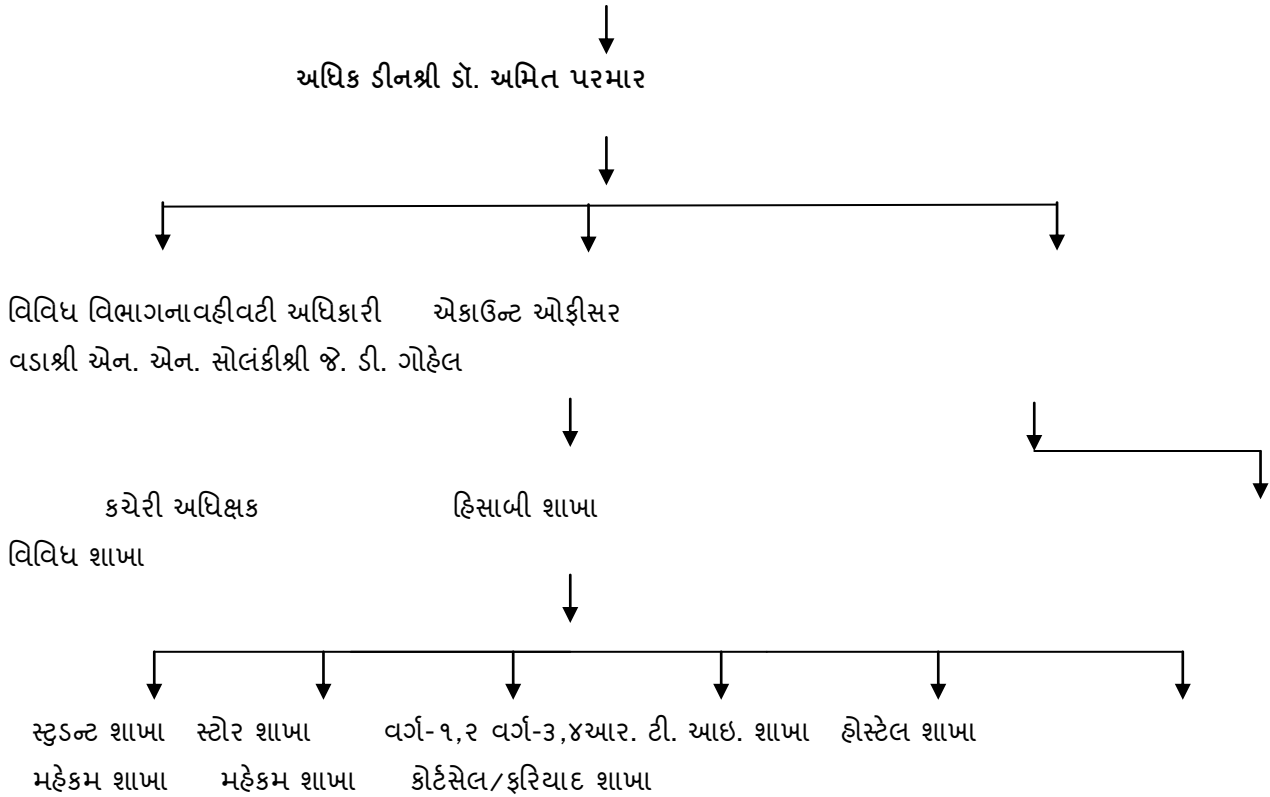 અધિક ડીનશ્રી ડૉ. અમિત પરમાર
વિવિધ વિભાગનાવહીવટી અધિકારી એકાઉન્ટ ઓફીસર
વડાશ્રી એન. એન. સોલંકીશ્રી જે. ડી. ગોહેલ
કચેરી અધિક્ષક હિસાબી શાખા
વિવિધ શાખા
સ્ટુડન્ટ શાખા સ્ટોર શાખા વર્ગ-૧,૨ વર્ગ-૩,૪આર. ટી. આઇ. શાખા હોસ્ટેલ શાખા
મહેકમ શાખા મહેકમ શાખા કોર્ટસેલ/ફરિયાદ શાખા